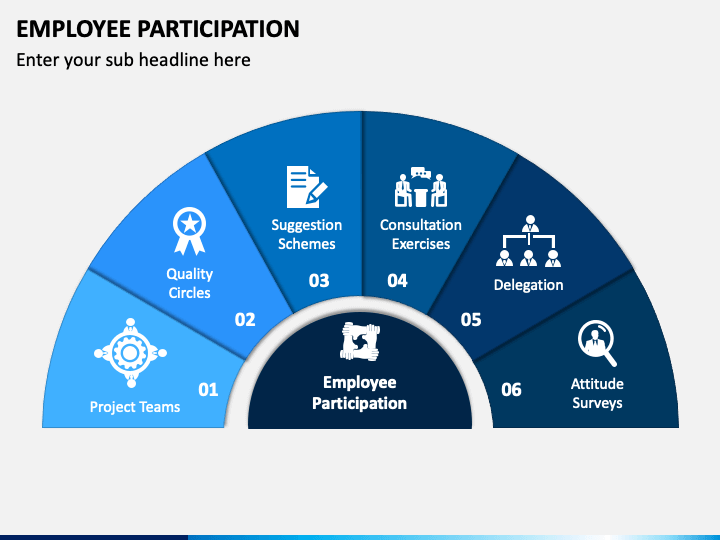 EMPLOYEE PARTICIPATION
Enter your sub headline here
Project Teams
01
Quality
Circles
02
Suggestion
Schemes
03
Consultation
Exercises
04
Delegation
05
Attitude
Surveys
06
Employee
Participation